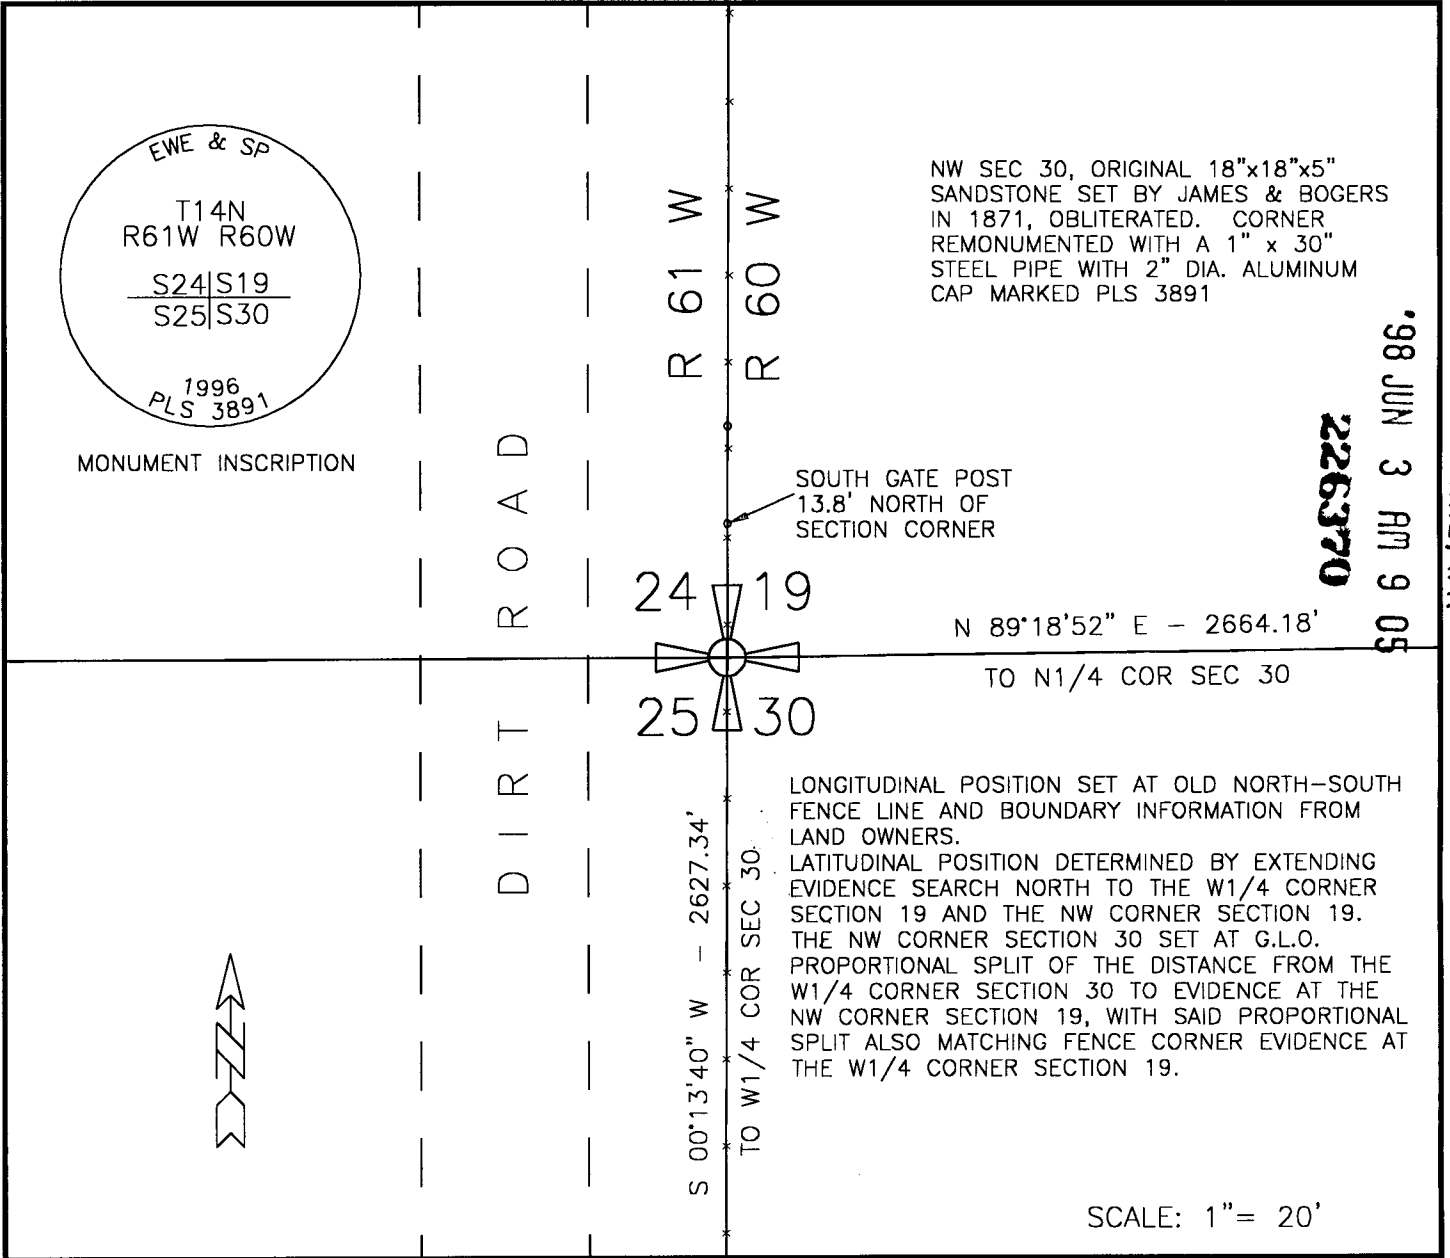 EWE & SP
T14N
R61W R60W
S24|S19
S25|S30
1996
PLS 3891
MONUMENT INSCRIPTION
DIRT ROAD
R 61 W
R 60 W
NW SEC 30, ORIGINAL 18"x18"x5"
SANDSTONE SET BY JAMES & BOGERS
IN 1871, OBLITERATED. CORNER
REMONUMENTED WITH A 1" x 30"
STEEL PIPE WITH 2" DIA. ALUMINUM
CAP MARKED PLS 3891
'98 JUN 3 AM 9 05
226370
SOUTH GATE POST
13.8' NORTH OF
SECTION CORNER
24 19
25 30
N 89°18'52" E - 2664.18'
TO N1/4 COR SEC 30
S 00°13'40" W - 2627.34'
TO W1/4 COR SEC 30
LONGITUDINAL POSITION SET AT OLD NORTH-SOUTH
FENCE LINE AND BOUNDARY INFORMATION FROM
LAND OWNERS.
LATITUDINAL POSITION DETERMINED BY EXTENDING
EVIDENCE SEARCH NORTH TO THE W1/4 CORNER
SECTION 19 AND THE NW CORNER SECTION 19.
THE NW CORNER SECTION 30 SET AT G.L.O.
PROPORTIONAL SPLIT OF THE DISTANCE FROM THE
W1/4 CORNER SECTION 30 TO EVIDENCE AT THE
NW CORNER SECTION 19, WITH SAID PROPORTIONAL
SPLIT ALSO MATCHING FENCE CORNER EVIDENCE AT
THE W1/4 CORNER SECTION 19.
N
SCALE: 1"= 20'